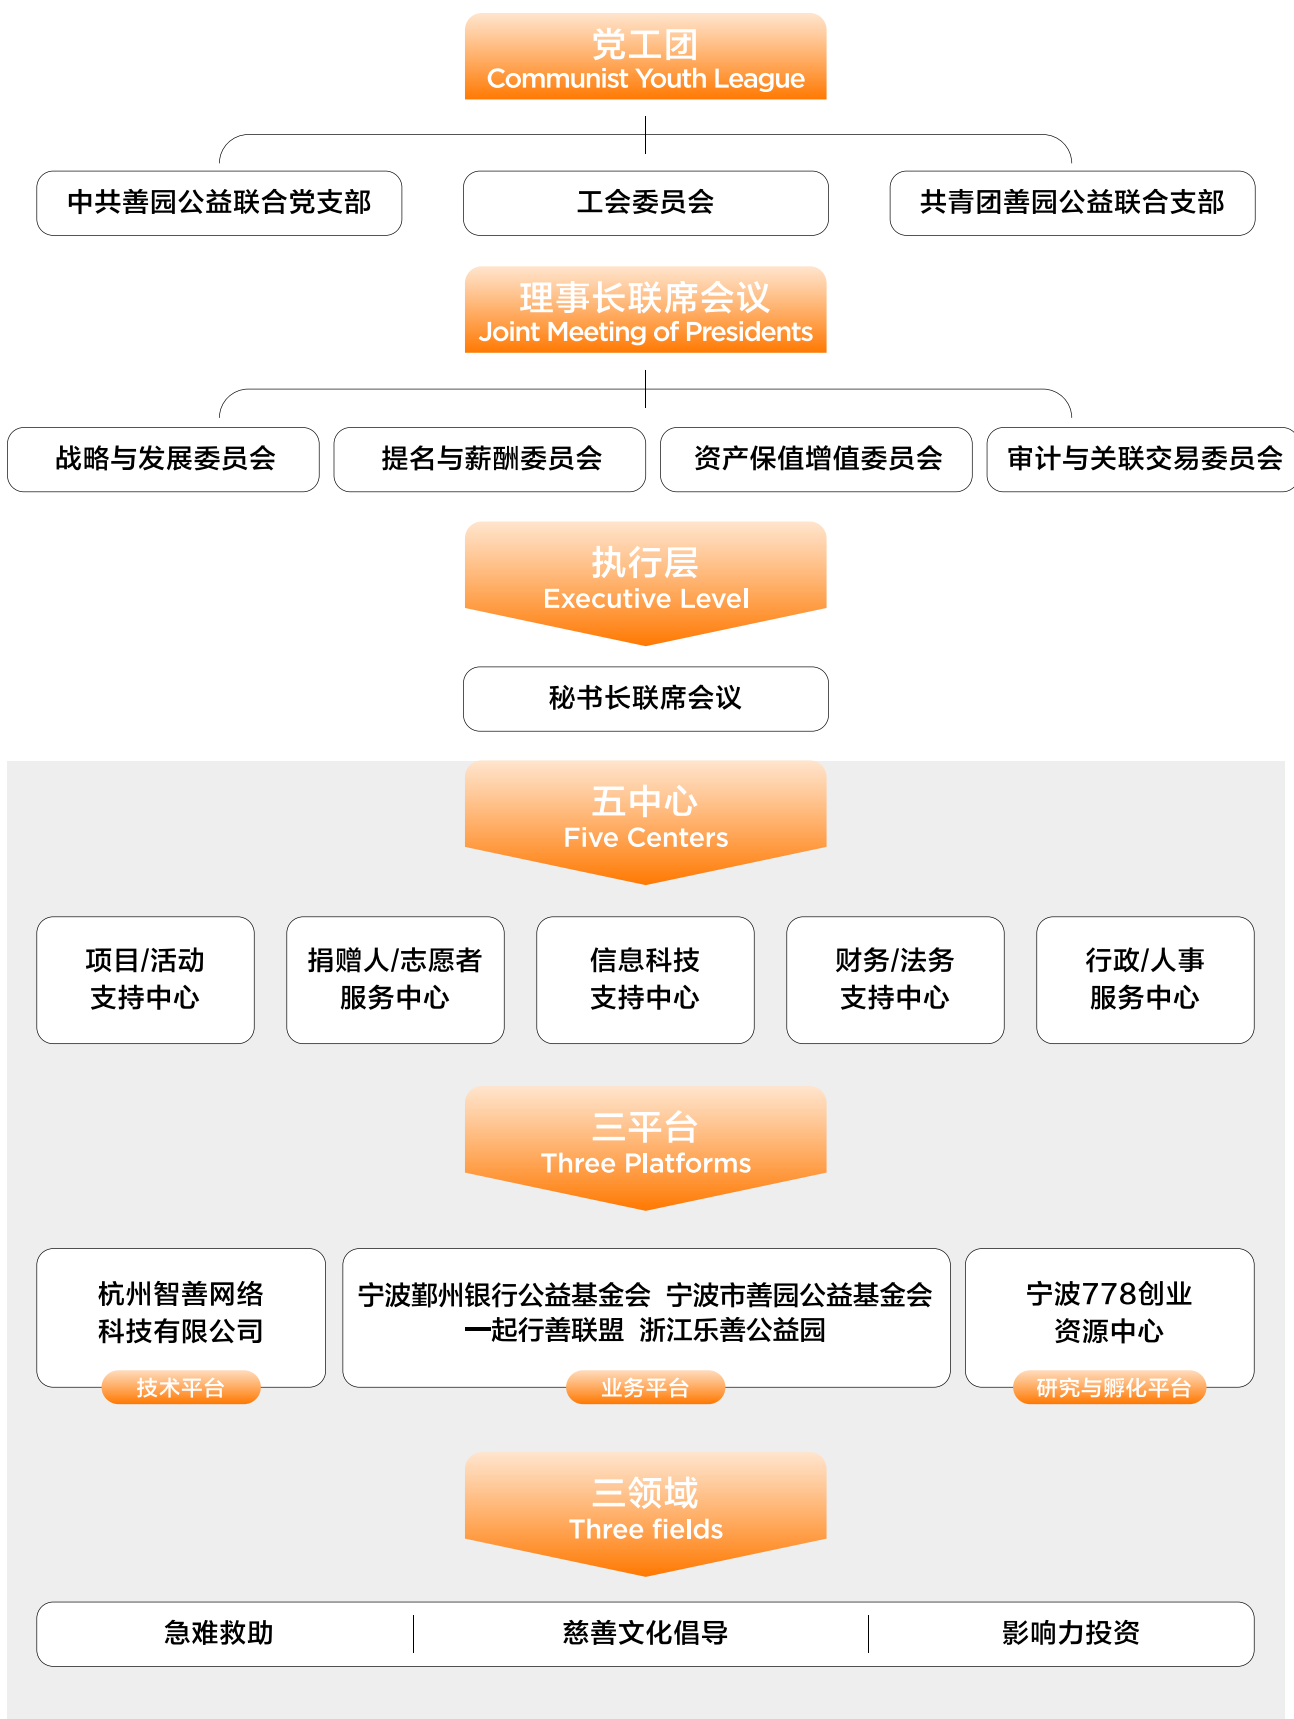 党工团
Communist Youth League
中共善园公益联合党支部
工会委员会
共青团善园公益联合支部
理事长联席会议
Joint Meeting of Presidents
战略与发展委员会
提名与薪酬委员会
资产保值增值委员会
审计与关联交易委员会
执行层
Executive Level
秘书长联席会议
五中心
Five Centers
项目/活动
支持中心
捐赠人/志愿者
服务中心
信息科技
支持中心
财务/法务
支持中心
行政/人事
服务中心
三平台
Three Platforms
杭州智善网络
科技有限公司
技术平台
宁波鄞州银行公益基金会 宁波市善园公益基金会
一起行善联盟 浙江乐善公益园
业务平台
宁波778创业
资源中心
研究与孵化平台
三领域
Three fields
急难救助
慈善文化倡导
影响力投资